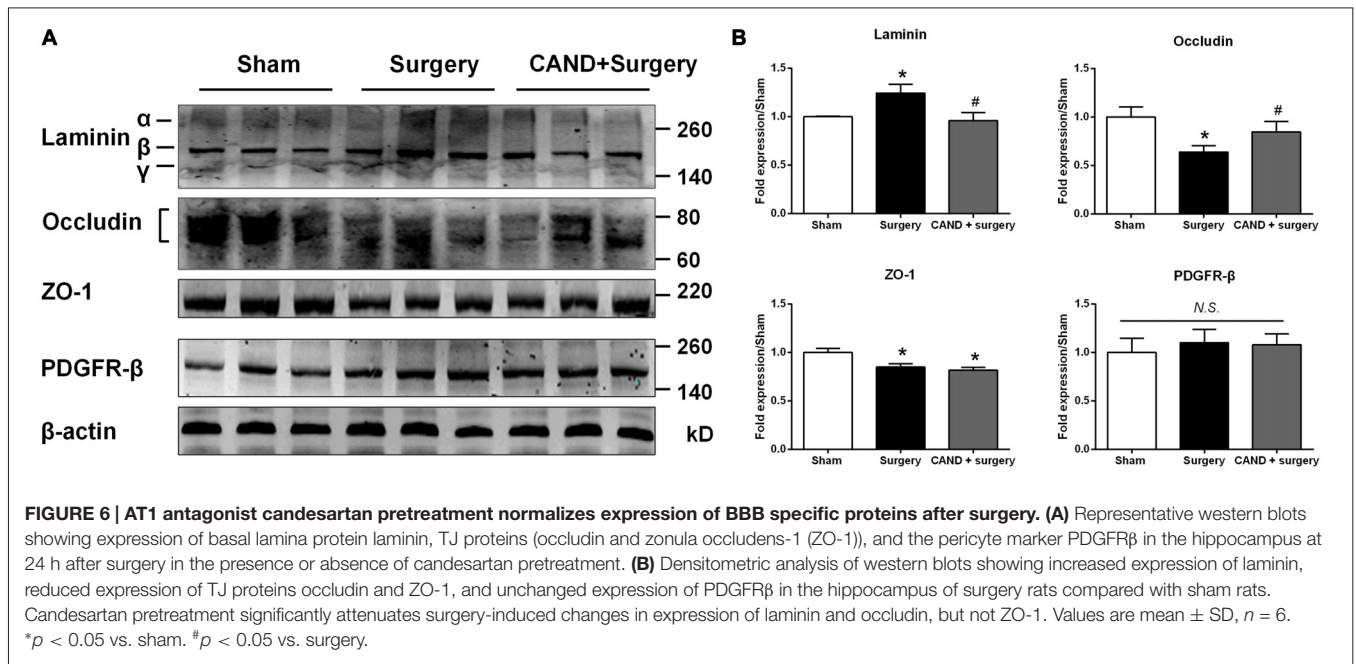 A
Sham Surgery CAND+Surgery
Laminin
α
β
γ
260
140
Occludin
80
60
ZO-1
220
PDGFR-β
260
140
β-actin
kD
B
Laminin
Fold expression/Sham
1.5
1.0
0.5
0.0
*
#
Sham Surgery CAND + surgery
Occludin
Fold expression/Sham
1.5
1.0
0.5
0.0
*
#
Sham Surgery CAND + surgery
ZO-1
Fold expression/Sham
1.5
1.0
0.5
0.0
*
*
Sham Surgery CAND + surgery
PDGFR-β
Fold expression/Sham
1.5
1.0
0.5
0.0
N.S.
Sham Surgery CAND + surgery
FIGURE 6 | AT1 antagonist candesartan pretreatment normalizes expression of BBB specific proteins after surgery. (A) Representative western blots
showing expression of basal lamina protein laminin, TJ proteins (occludin and zonula occludens-1 (ZO-1)), and the pericyte marker PDGFRβ in the hippocampus at
24 h after surgery in the presence or absence of candesartan pretreatment. (B) Densitometric analysis of western blots showing increased expression of laminin,
reduced expression of TJ proteins occludin and ZO-1, and unchanged expression of PDGFRβ in the hippocampus of surgery rats compared with sham rats.
Candesartan pretreatment significantly attenuates surgery-induced changes in expression of laminin and occludin, but not ZO-1. Values are mean ± SD, n = 6.
*p < 0.05 vs. sham. #p < 0.05 vs. surgery.